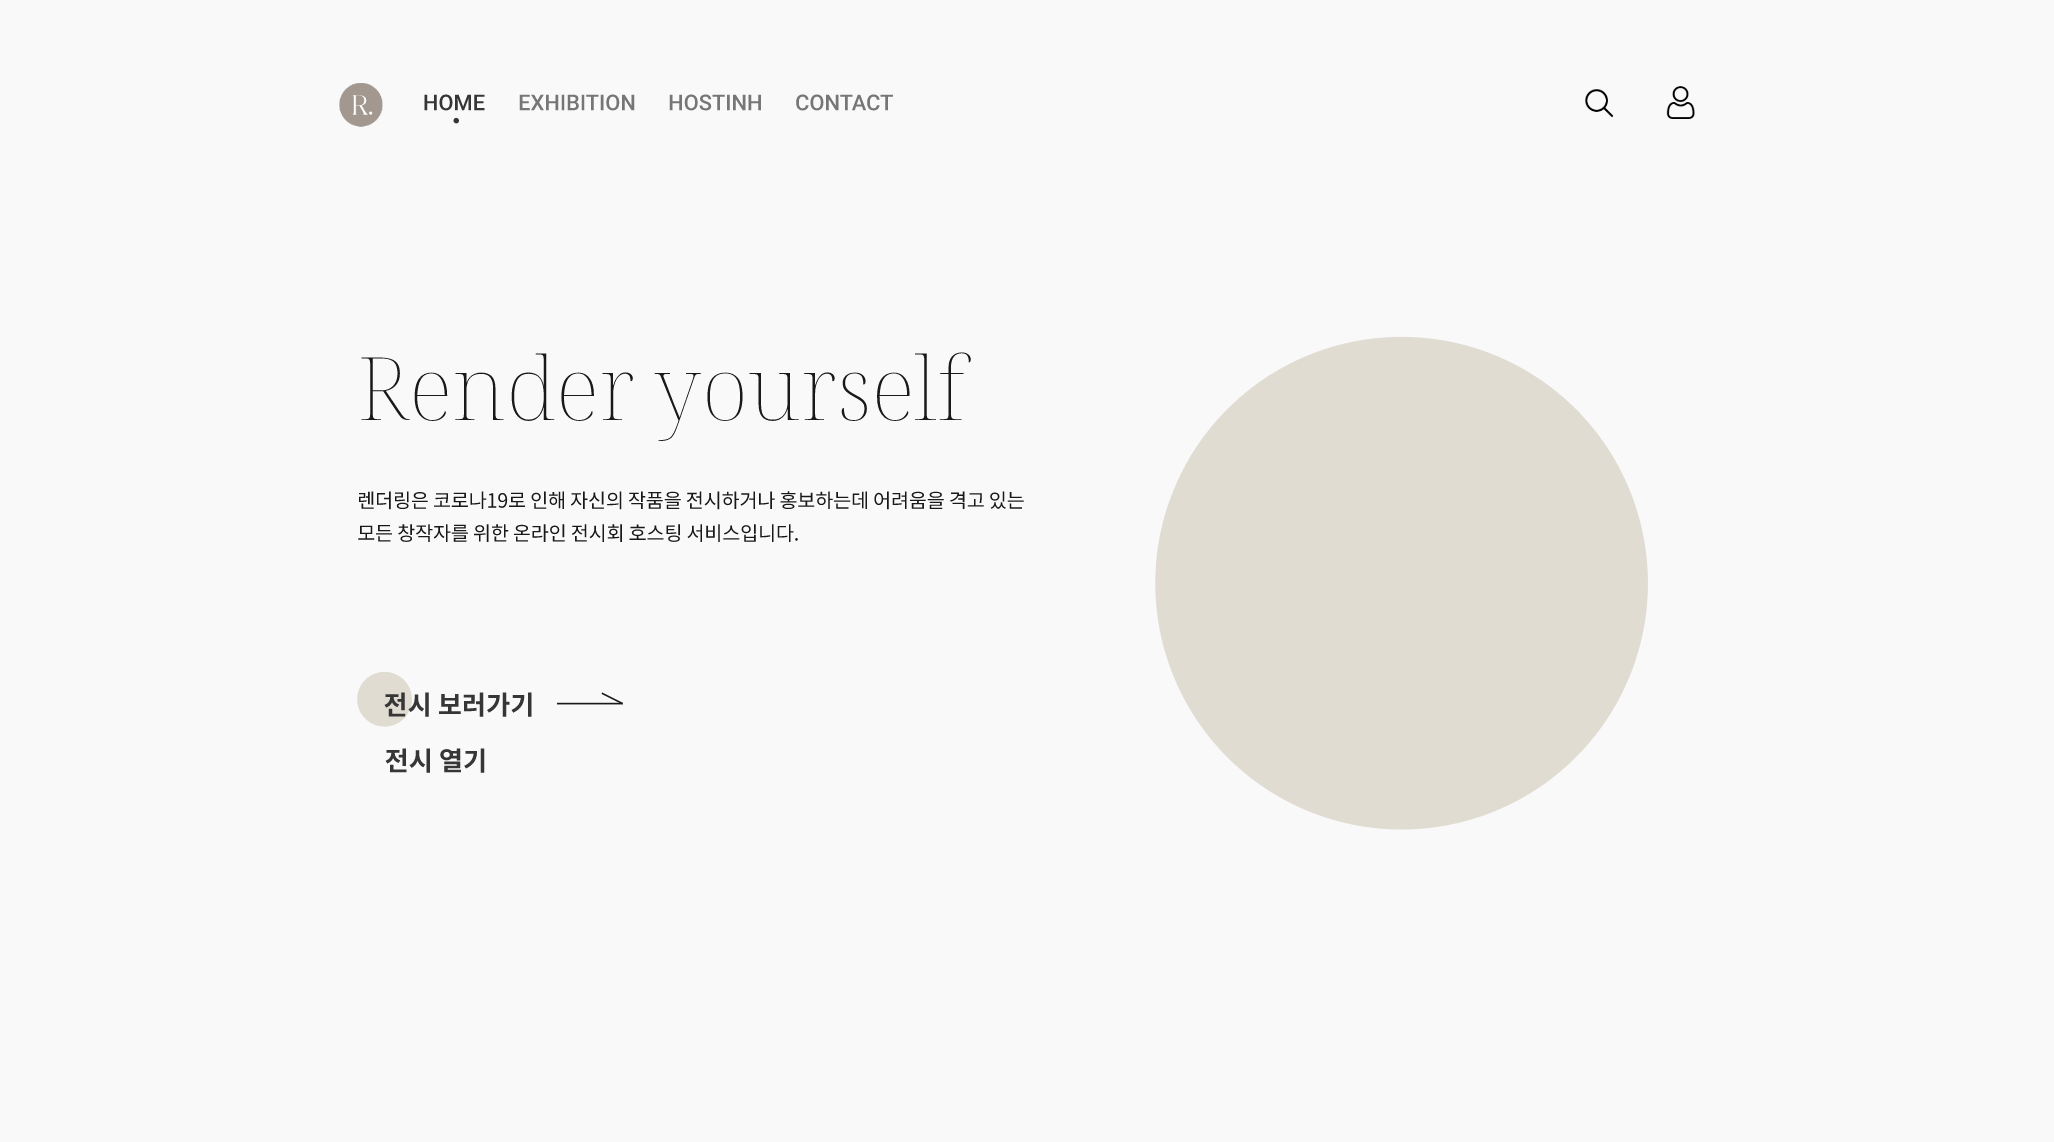 R.
HOME EXHIBITION HOSTINH CONTACT
Render yourself
렌더링은 코로나19로 인해 자신의 작품을 전시하거나 홍보하는데 어려움을 격고 있는
모든 창작자를 위한 온라인 전시회 호스팅 서비스입니다.
전시 보러가기
전시 열기